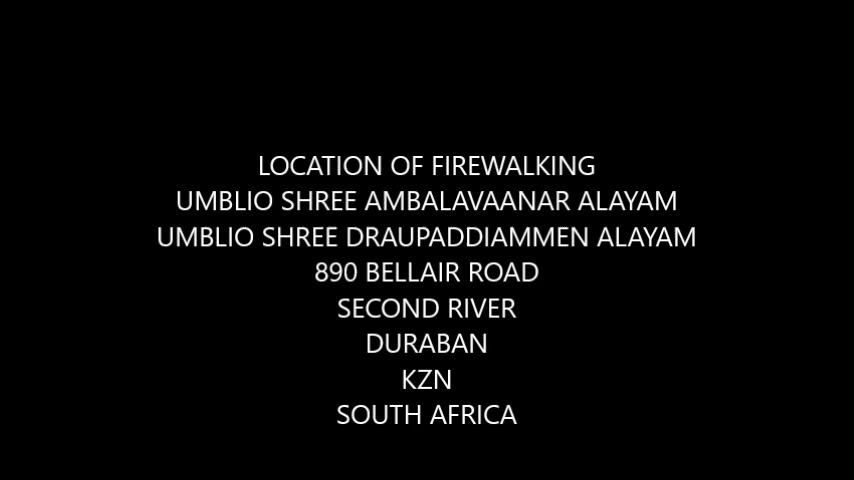 LOCATION OF FIREWALKING
UMBLIO SHREE AMBALAVAANAR ALAYAM
UMBLIO SHREE DRAUPADDIAMMEN ALAYAM
890 BELLAIR ROAD
SECOND RIVER
DURABAN
KZN
SOUTH AFRICA